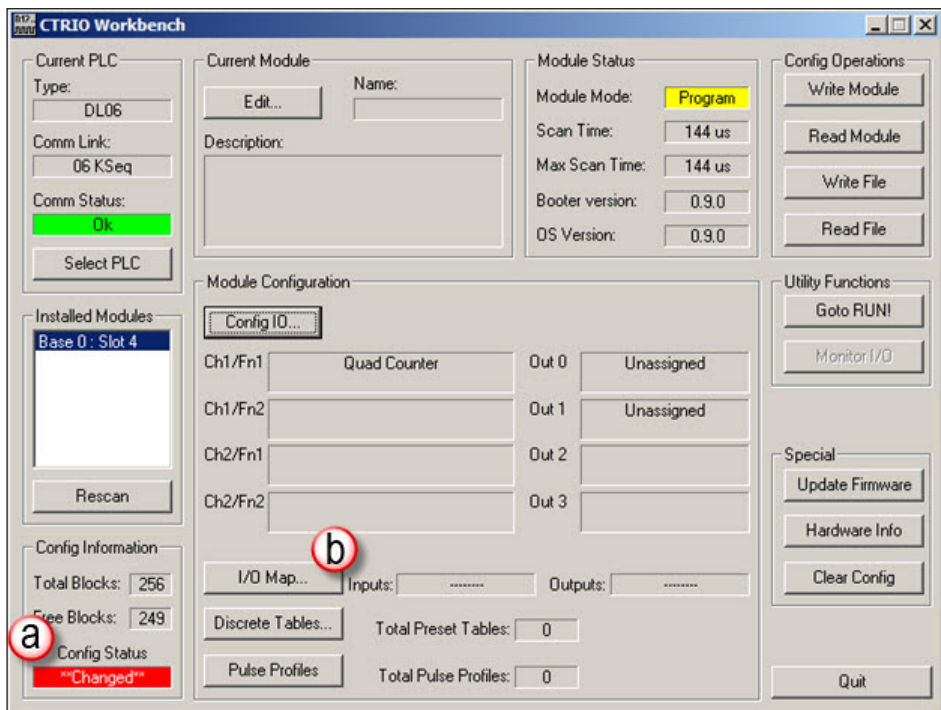 CTRIO Workbench
Current PLC
Type:
DL06
Comm Link:
06 KSeq
Comm Status:
Ok
Select PLC
Installed Modules
Base 0 : Slot 4
Rescan
Config Information
Total Blocks: 256
Free Blocks: 249
a
Config Status
**Changed**
Current Module
Edit...
Name:
Description:
Module Status
Module Mode: Program
Scan Time: 144 us
Max Scan Time: 144 us
Booter version: 0.9.0
OS Version: 0.9.0
Module Configuration
Config IO...
Ch1/Fn1 Quad Counter Out 0 Unassigned
Ch1/Fn2 Out 1 Unassigned
Ch2/Fn1 Out 2
Ch2/Fn2 Out 3
b
I/O Map... Inputs: -------- Outputs: --------
Discrete Tables... Total Preset Tables: 0
Pulse Profiles Total Pulse Profiles: 0
Config Operations
Write Module
Read Module
Write File
Read File
Utility Functions
Goto RUN!
Monitor I/O
Special
Update Firmware
Hardware Info
Clear Config
Quit